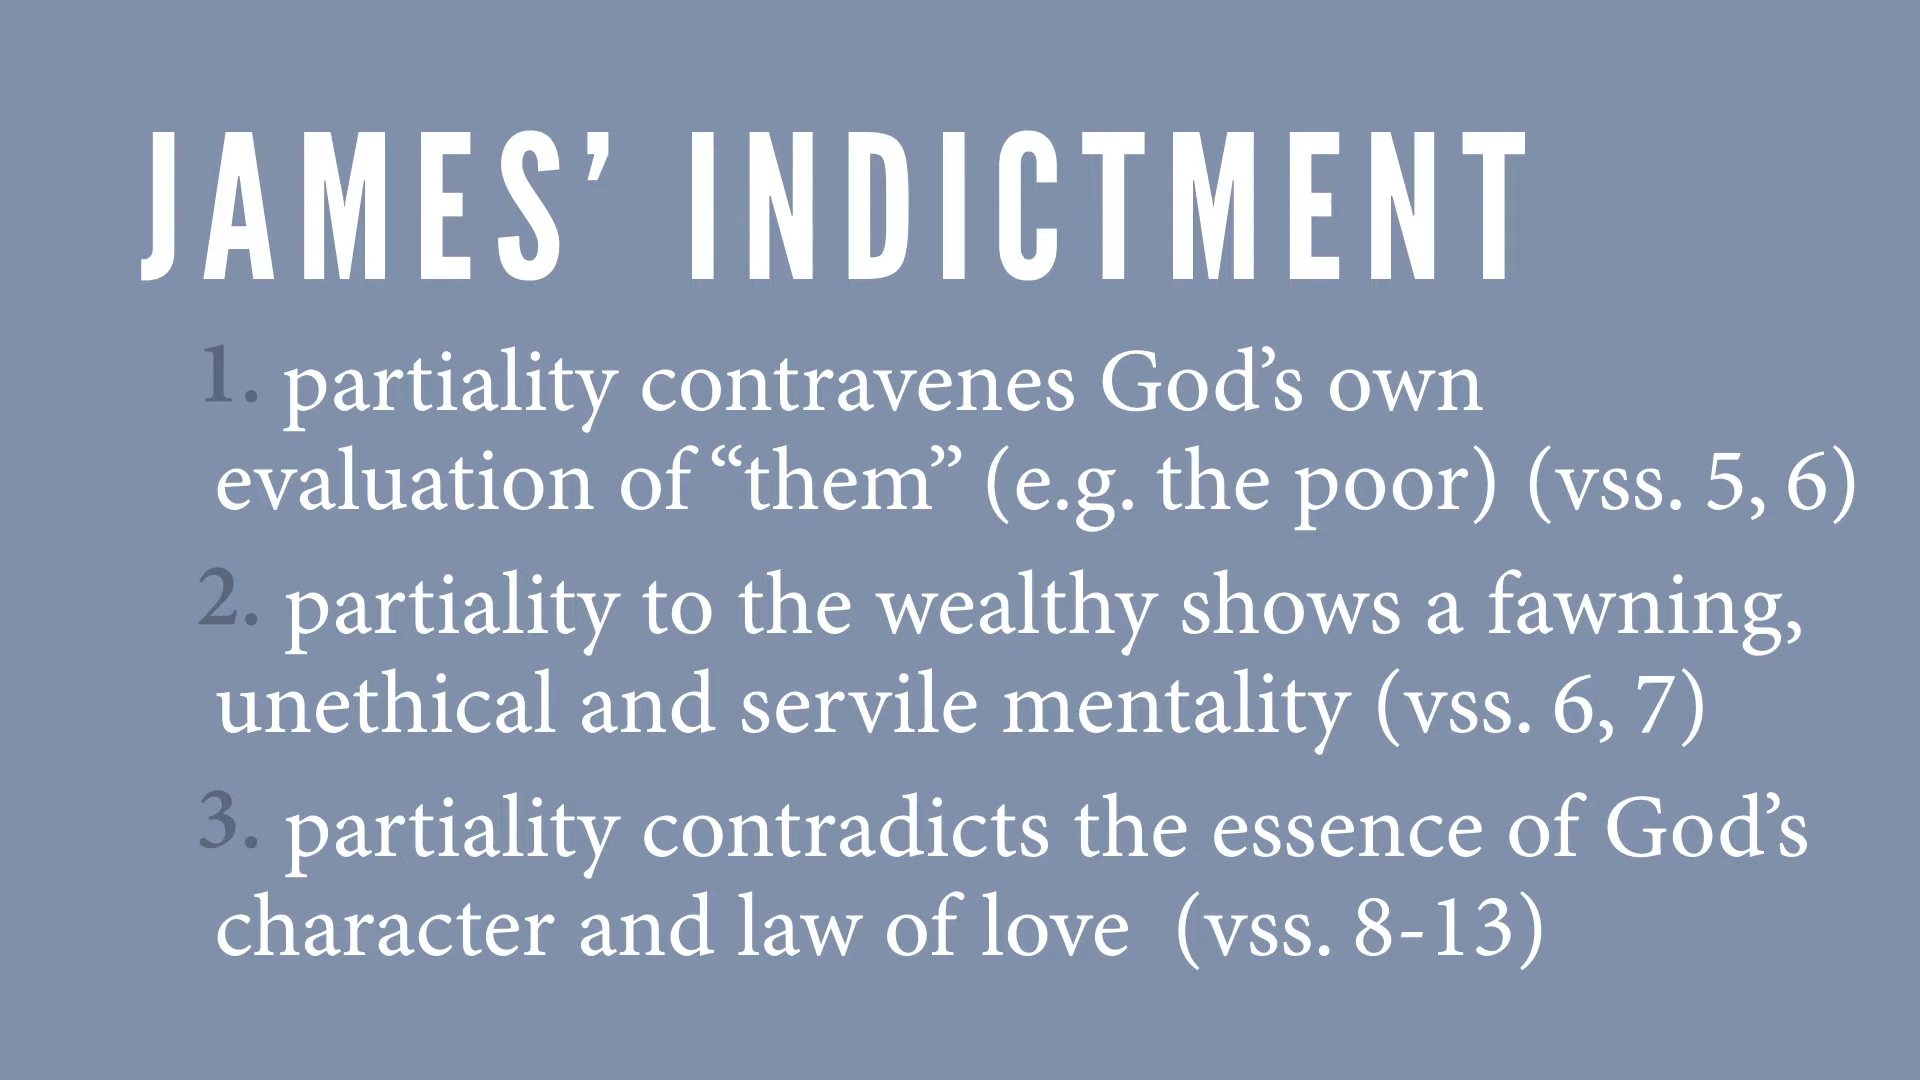 JAMES’ INDICTMENT
1. partiality contravenes God’s own
evaluation of “them” (e.g. the poor) (vss. 5, 6)
2. partiality to the wealthy shows a fawning,
unethical and servile mentality (vss. 6, 7)
3. partiality contradicts the essence of God’s
character and law of love  (vss. 8-13)